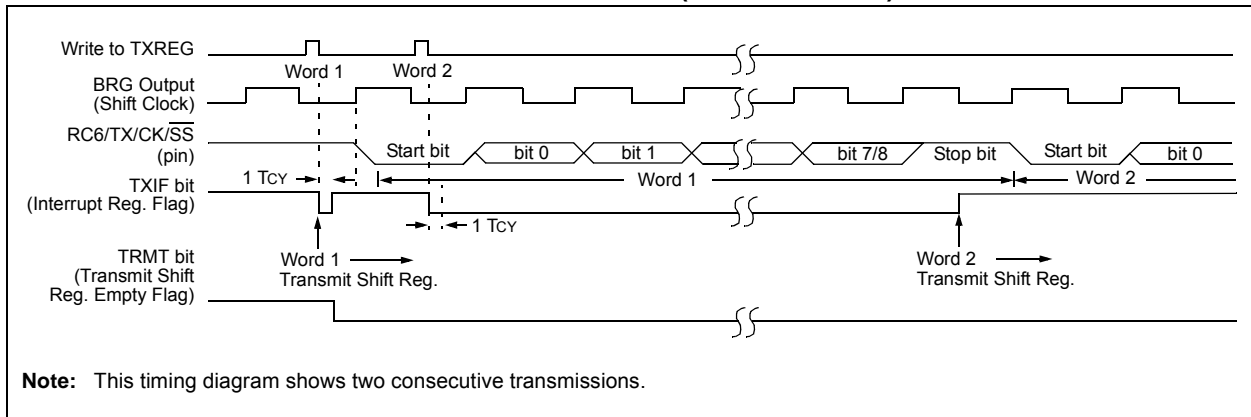 Write to TXREG
Word 1 Word 2
BRG Output
(Shift Clock)
RC6/TX/CK/SS
(pin)
Start bit bit 0 bit 1 bit 7/8 Stop bit Start bit bit 0
1 TCY
Word 1 Word 2
TXIF bit
(Interrupt Reg. Flag)
1 TCY
Word 1
Transmit Shift Reg.
Word 2
Transmit Shift Reg.
TRMT bit
(Transmit Shift
Reg. Empty Flag)
Note: This timing diagram shows two consecutive transmissions.